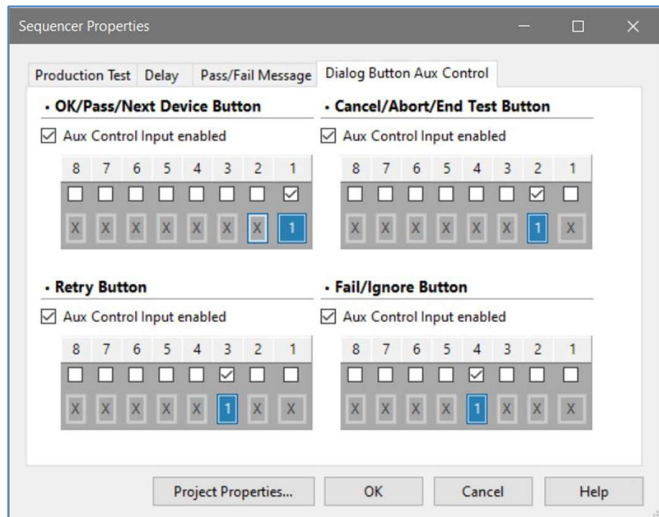 Sequencer Properties
Production Test Delay Pass/Fail Message Dialog Button Aux Control
• OK/Pass/Next Device Button
Aux Control Input enabled
8 7 6 5 4 3 2 1
X X X X X X X 1
• Cancel/Abort/End Test Button
Aux Control Input enabled
8 7 6 5 4 3 2 1
X X X X X X 1 X
• Retry Button
Aux Control Input enabled
8 7 6 5 4 3 2 1
X X X X X 1 X X
• Fail/Ignore Button
Aux Control Input enabled
8 7 6 5 4 3 2 1
X X X X 1 X X X
Project Properties... OK Cancel Help